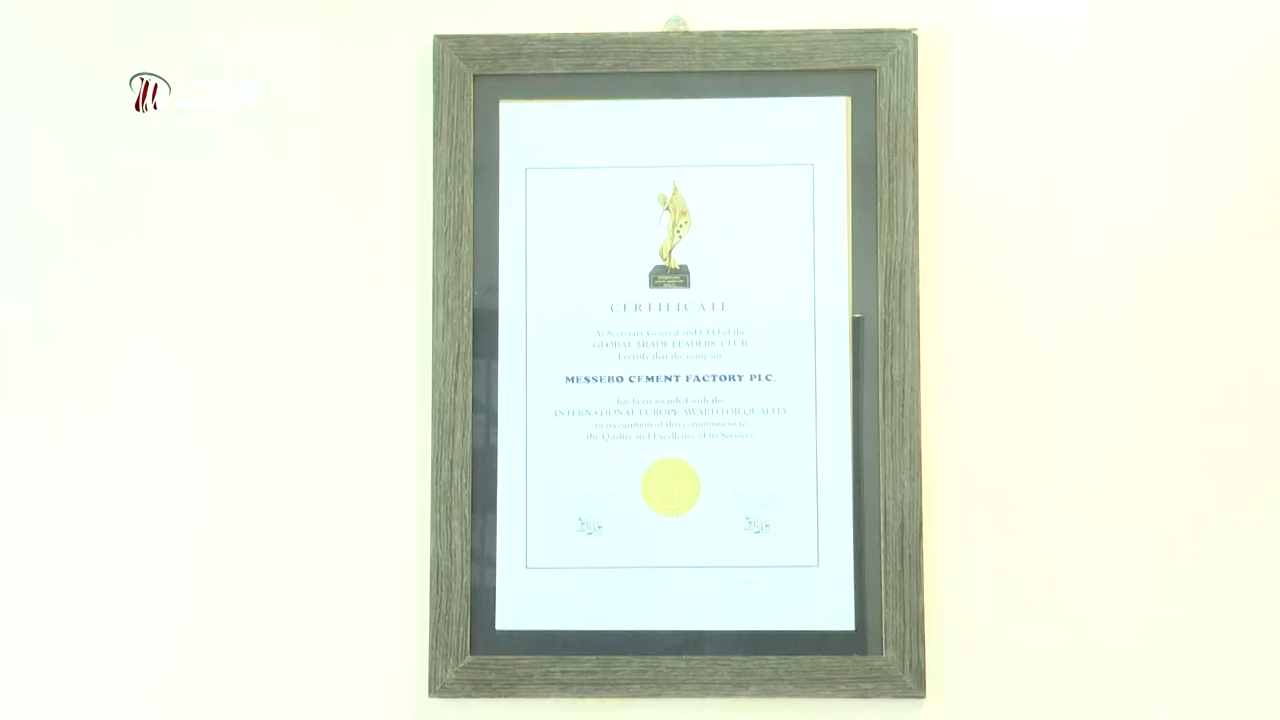 CERTIFICATE
As Secretary General and CEO of the
GLOBAL TRADE LEADERS' CLUB
I certify that the company
MESSEBO CEMENT FACTORY PLC.
has been awarded with the
INTERNATIONAL EUROPE AWARD FOR QUALITY
in recognition of this commitment to
the Quality and Excellence of its Services